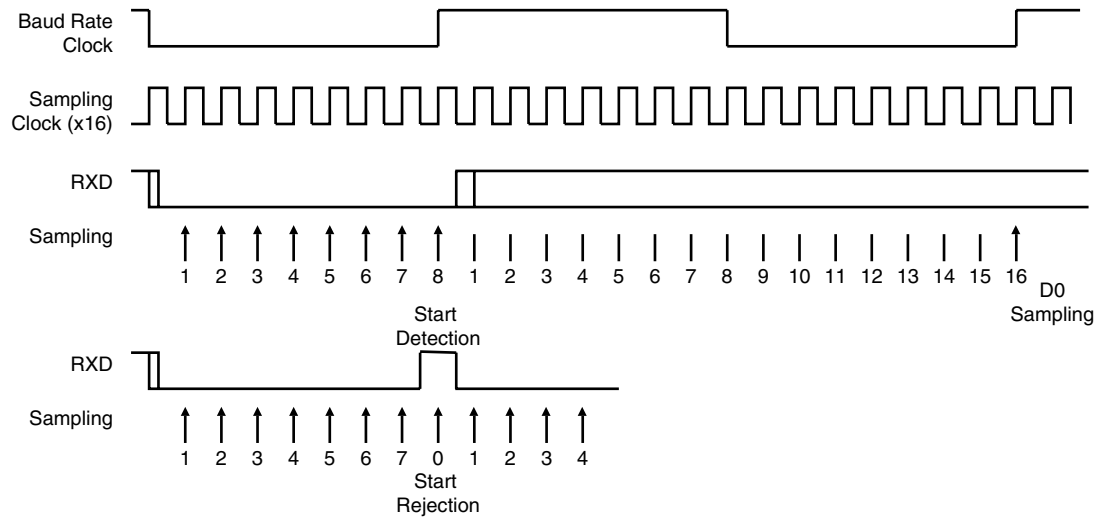 Baud Rate
Clock
Sampling
Clock (x16)
RXD
Sampling
1 2 3 4 5 6 7 8 1 2 3 4 5 6 7 8 9 10 11 12 13 14 15 16
D0
Sampling
Start
Detection
RXD
Sampling
1 2 3 4 5 6 7 0 1 2 3 4
Start
Rejection